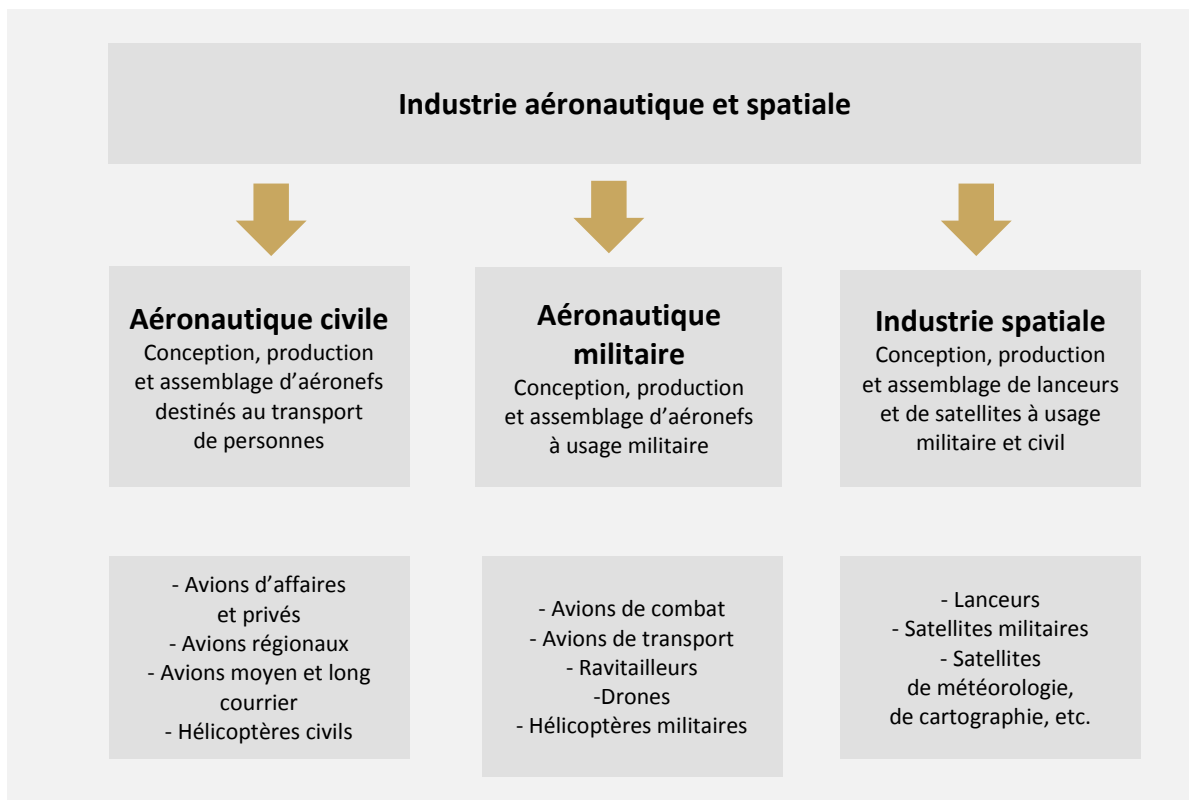 Industrie aéronautique et spatiale
Aéronautique civile
Conception, production
et assemblage d’aéronefs
destinés au transport
de personnes
Aéronautique
militaire
Conception, production
et assemblage d’aéronefs
à usage militaire
Industrie spatiale
Conception, production
et assemblage de lanceurs
et de satellites à usage
militaire et civil
- Avions d’affaires
et privés
- Avions régionaux
- Avions moyen et long
courrier
- Hélicoptères civils
- Avions de combat
- Avions de transport
- Ravitailleurs
-Drones
- Hélicoptères militaires
- Lanceurs
- Satellites militaires
- Satellites
de météorologie,
de cartographie, etc.